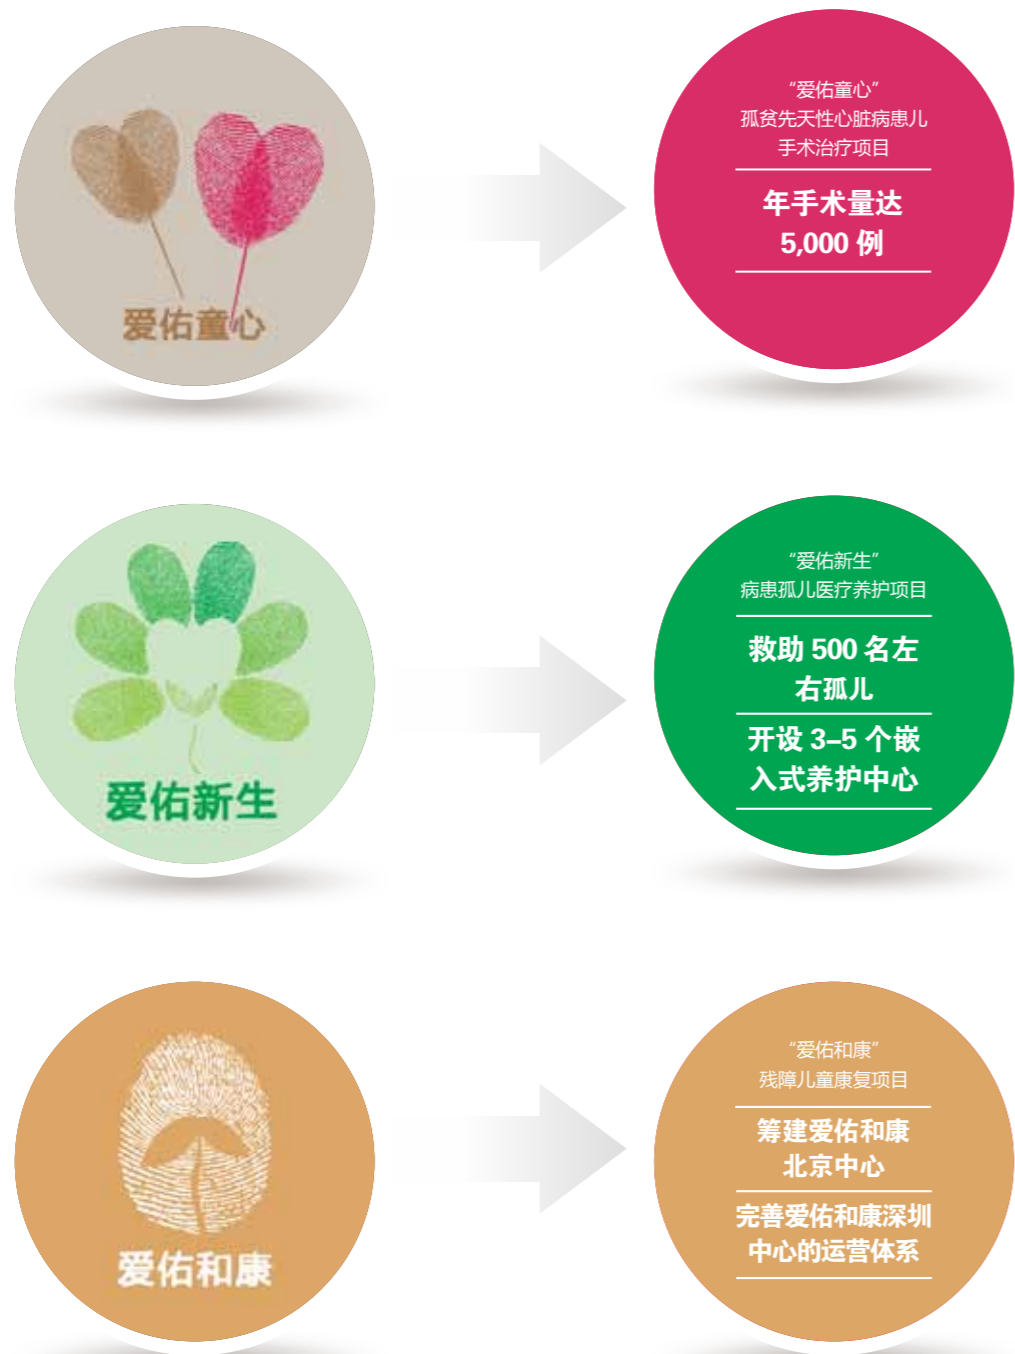 爱佑童心
“爱佑童心”
孤贫先天性心脏病患儿
手术治疗项目
年手术量达
5,000 例
爱佑新生
“爱佑新生”
病患孤儿医疗养护项目
救助 500 名左
右孤儿
开设 3–5 个嵌
入式养护中心
爱佑和康
“爱佑和康”
残障儿童康复项目
筹建爱佑和康
北京中心
完善爱佑和康深圳
中心的运营体系